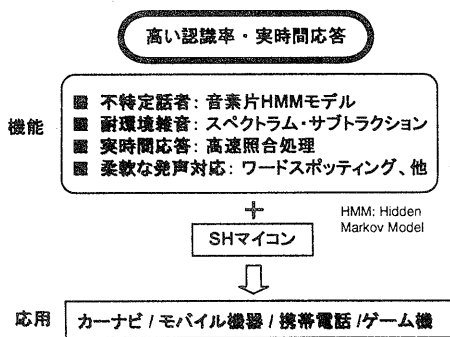 高い認識率・実時間応答
機能
■ 不特定話者: 音素片HMMモデル
■ 耐環境雑音: スペクトラム・サブトラクション
■ 実時間応答: 高速照合処理
■ 柔軟な発声対応: ワードスポッティング、他
+
SHマイコン
HMM: Hidden
Markov Model
応用
カーナビ / モバイル機器 / 携帯電話 /ゲーム機